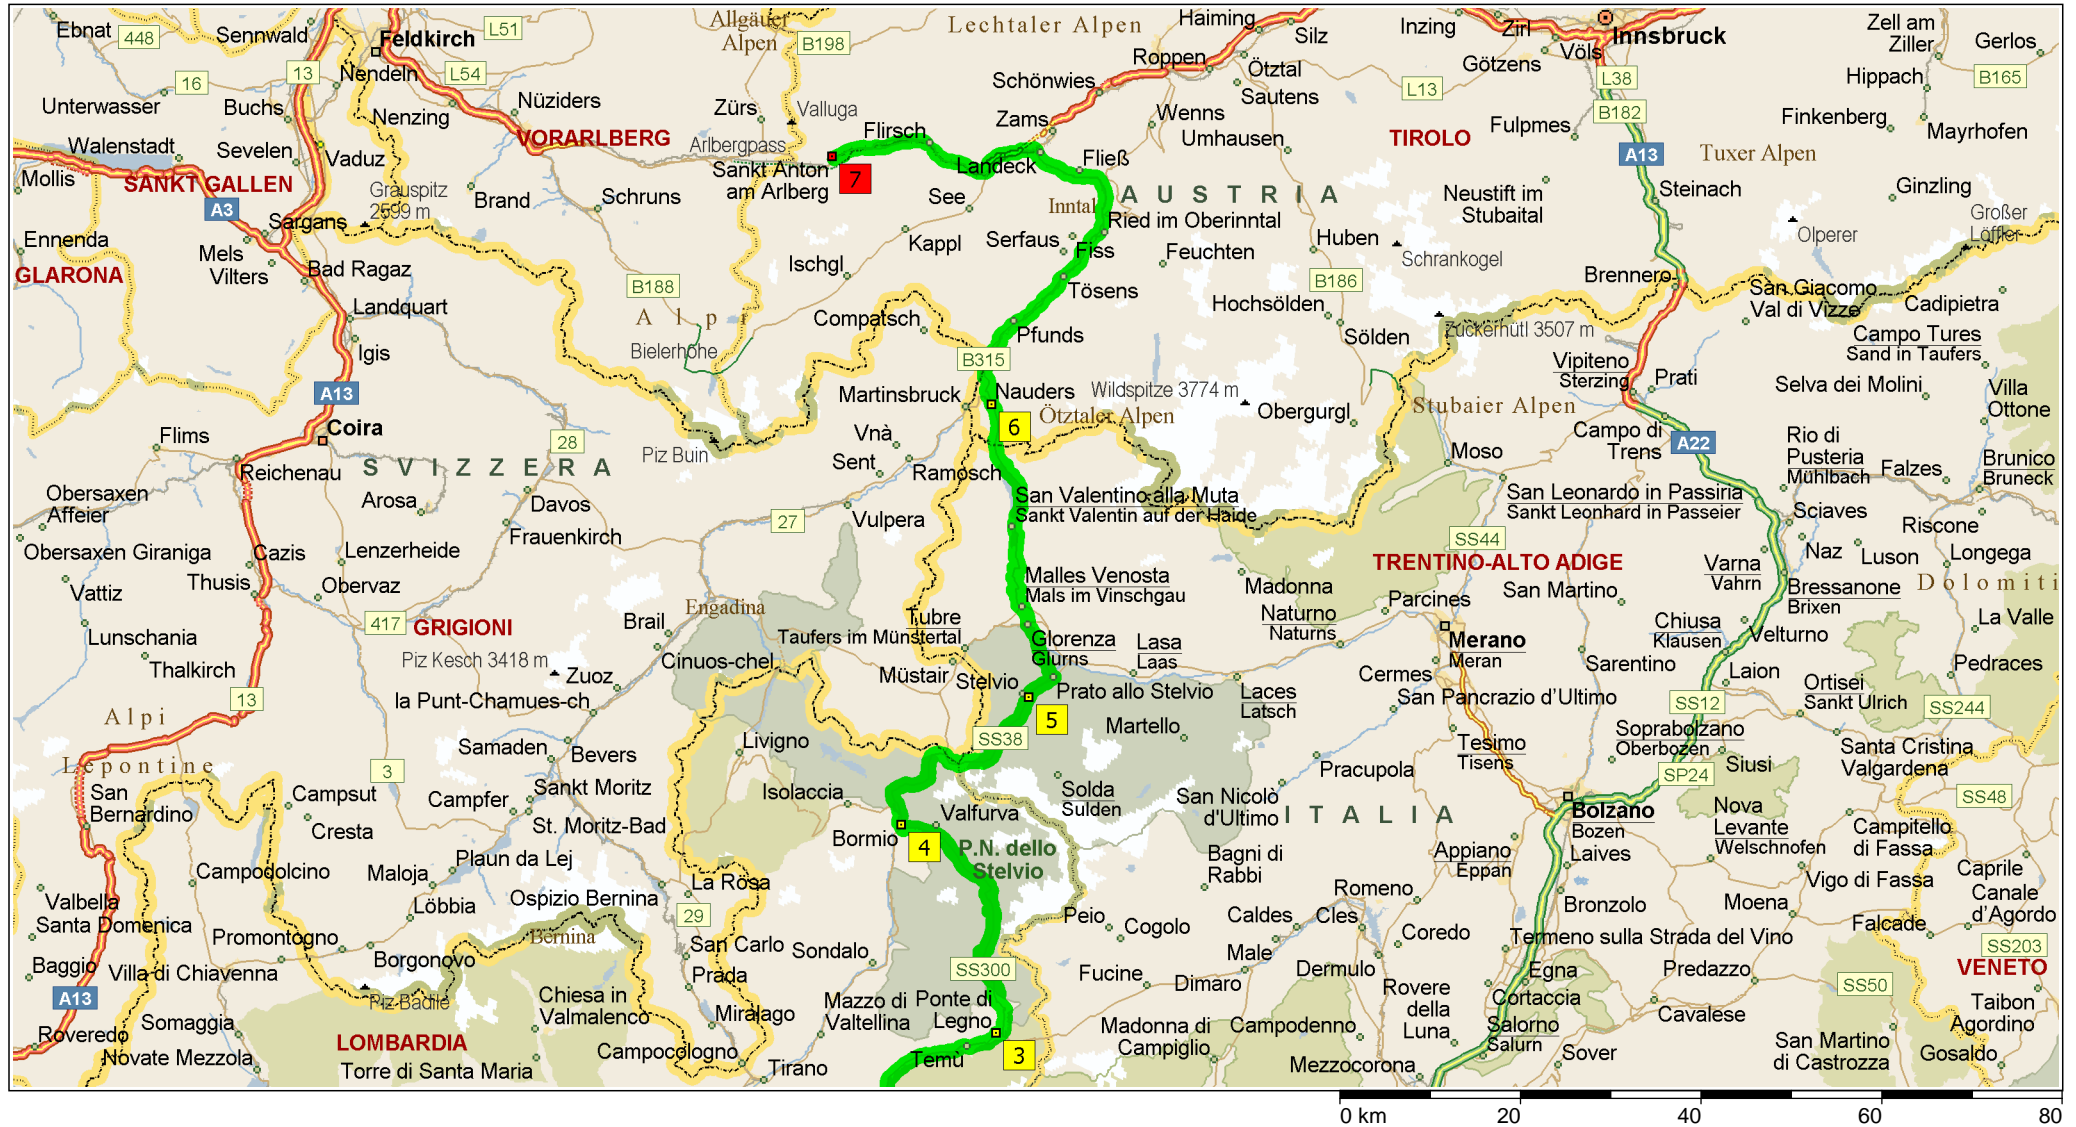 Ebnat
448
Sennwald
Feldkirch
L51
Allgäuer
Alpen
B198
Lechtaler Alpen
Haiming
Silz
Inzing
Zirl
Völs
Innsbruck
Zell am
Ziller
Gerlos
16
13
Nendeln
L54
Schönwies
Roppen
Ötztal
Sautens
Götzens
L38
L13
Hippach
B165
Unterwasser
Buchs
Nenzing
Nüziders
Zürs
Valluga
Zams
Wenns
Umhausen
TIROLO
Fulpmes
B182
Finkenberg
Mayrhofen
Walenstadt
Sevelen
Vaduz
VORARLBERG
Arlbergpass
Flirsch
Landeck
Fließ
A13
Tuxer Alpen
Mollis
SANKT GALLEN
Grauspitz
2599 m
Brand
Schruns
Sankt Anton
am Arlberg
7
See
Inntal
AUSTRIA
Neustift im
Stubaital
Steinach
Ginzling
A3
Sargans
Ried im Oberinntal
Großer
Löffler
Ennenda
Mels
Vilters
Kappl
Serfaus
Fiss
Feuchten
Huben
Schrankogel
Olperer
GLARONA
Bad Ragaz
Ischgl
Tösens
B186
Brennero
San Giacomo
Val di Vizze
Cadipietra
Landquart
B188
Alpi
Compatsch
Hochsölden
Zuckerhütl 3507 m
Igis
Bielerhöhe
Pfunds
Sölden
Campo Tures
Sand in Taufers
B315
Vipiteno
Sterzing
Prati
A13
Martinsbruck
Nauders
Wildspitze 3774 m
Selva dei Molini
Villa
Ottone
Coira
Ötztaler Alpen
Obergurgl
Stubaier Alpen
Flims
28
Vnà
6
Campo di
Trens
A22
Rio di
Pusteria
Mühlbach
Reichenau
SVIZZERA
Piz Buin
Sent
Ramosch
Moso
Falzes
Brunico
Bruneck
Obersaxen
Affeier
Arosa
Davos
San Valentino alla Muta
Sankt Valentin auf der Haide
San Leonardo in Passiria
Sankt Leonhard in Passeier
Sciaves
Riscone
27
Vulpera
Frauenkirch
SS44
Obersaxen Giraniga
Cazis
Lenzerheide
TRENTINO-ALTO ADIGE
Varna
Vahrn
Naz
Luson
Longega
Thusis
Obervaz
Malles Venosta
Mals im Vinschgau
Madonna
San Martino
Bressanone
Brixen
Dolomiti
Vattiz
Engadina
Naturno
Naturns
Parcines
417
GRIGIONI
Brail
Tubre
Taufers im Münstertal
Chiusa
Klausen
Velturno
La Valle
Lunschania
Glorenza
Glurns
Lasa
Laas
Merano
Meran
Thalkirch
Piz Kesch 3418 m
Zuoz
Cinuos-chel
Müstair
Stelvio
Cermes
Sarentino
Laion
Pedraces
13
la Punt-Chamues-ch
Prato allo Stelvio
Laces
Latsch
San Pancrazio d'Ultimo
SS12
Ortisei
Sankt Ulrich
SS244
Alpi
5
Martello
Samaden
Bevers
Livigno
SS38
Tesimo
Tisens
Soprabolzano
Oberbozen
Santa Cristina
Valgardena
Lepontine
3
Pracupola
SP24
Siusi
San
Bernardino
Campsut
Campfer
Sankt Moritz
Isolaccia
Solda
Sulden
San Nicolò
d'Ultimo
ITALIA
Bolzano
Bozen
Nova
Levante
Welschnofen
SS48
Cresta
St. Moritz-Bad
Valfurva
Campitello
di Fassa
Bormio
4
P.N. dello
Stelvio
Appiano
Eppan
Laives
Campodolcino
Maloja
Plaun da Lej
Bagni di
Rabbi
Caprile
La Rösa
Romeno
Vigo di Fassa
Valbella
Löbbia
Ospizio Bernina
Canale
d'Agordo
Santa Domenica
29
Peio
Cogolo
Caldes
Cles
Bronzolo
Moena
Falcade
Promontogno
Bernina
San Carlo
Sondalo
Male
Coredo
Termeno sulla Strada del Vino
SS203
Baggio
Villa di Chiavenna
Borgonovo
Prada
SS300
Fucine
Dimaro
Dermulo
Egna
Predazzo
VENETO
A13
Piz Badile
Chiesa in
Valmalenco
Mazzo di
Valtellina
Ponte di
Legno
Rovere
della
Luna
Cortaccia
SS50
Taibon
Agordino
Roveredo
Somaggia
Miralago
Madonna di
Campiglio
Campodenno
Salorno
Salurn
Cavalese
LOMBARDIA
Campocologno
Temù
3
San Martino
di Castrozza
Novate Mezzola
Torre di Santa Maria
Tirano
Mezzocorona
Sover
Gosaldo
0 km
20
40
60
80